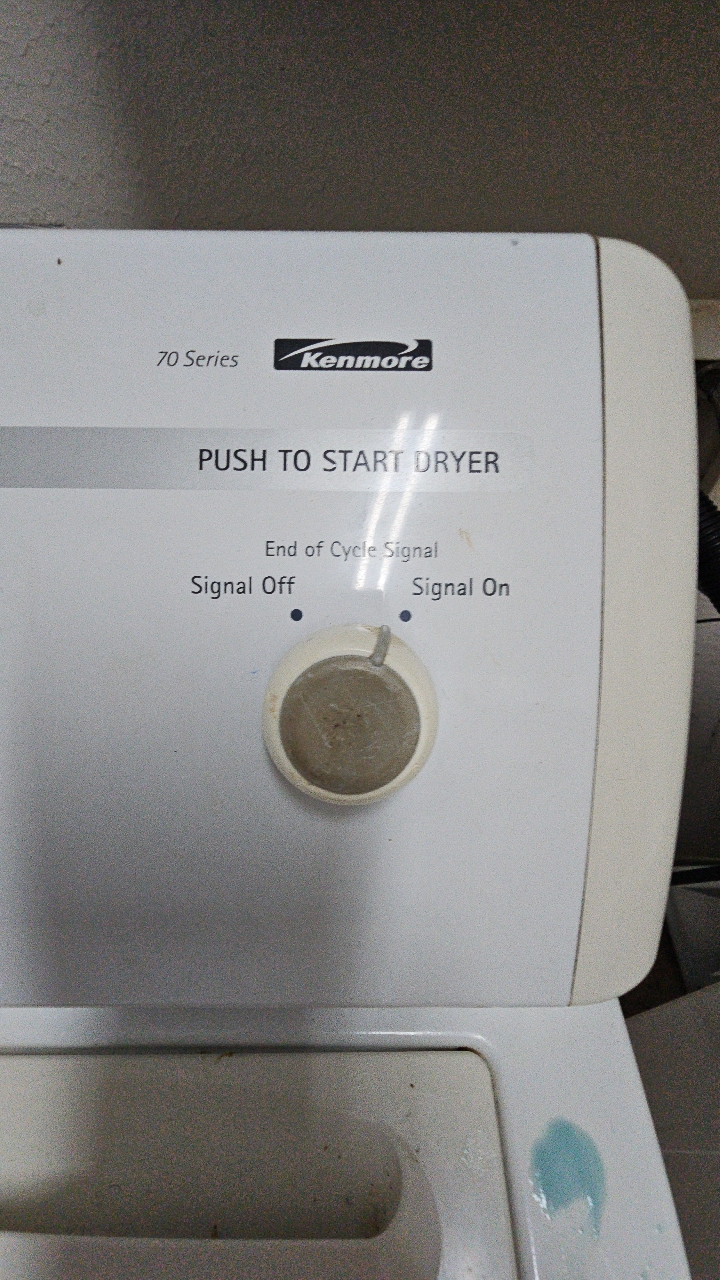 70 Series Kenmore
PUSH TO START DRYER
End of Cycle Signal
Signal Off Signal On